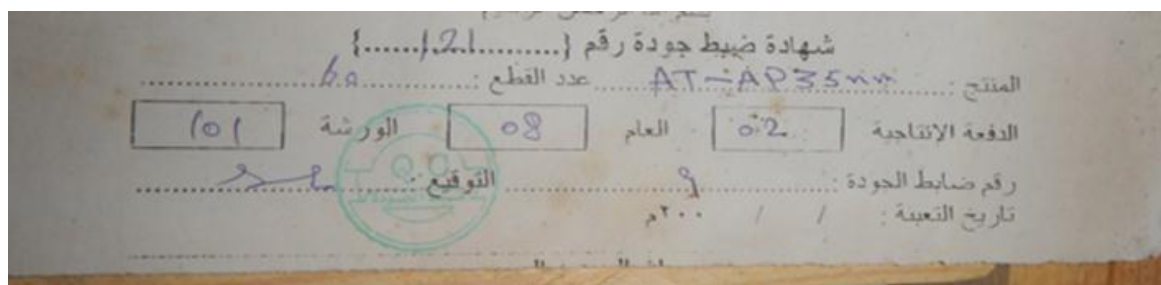 شهادة ضبط جودة رقم {.......121.......}
المنتج : AT-AP35mm عدد القطع : 60
الدفعة الإنتاجية 02 العام 08 الورشة 101
رقم ضابط الجودة : 9 التوقيع :
تاريخ التعبئة : / / ٢٠٠م